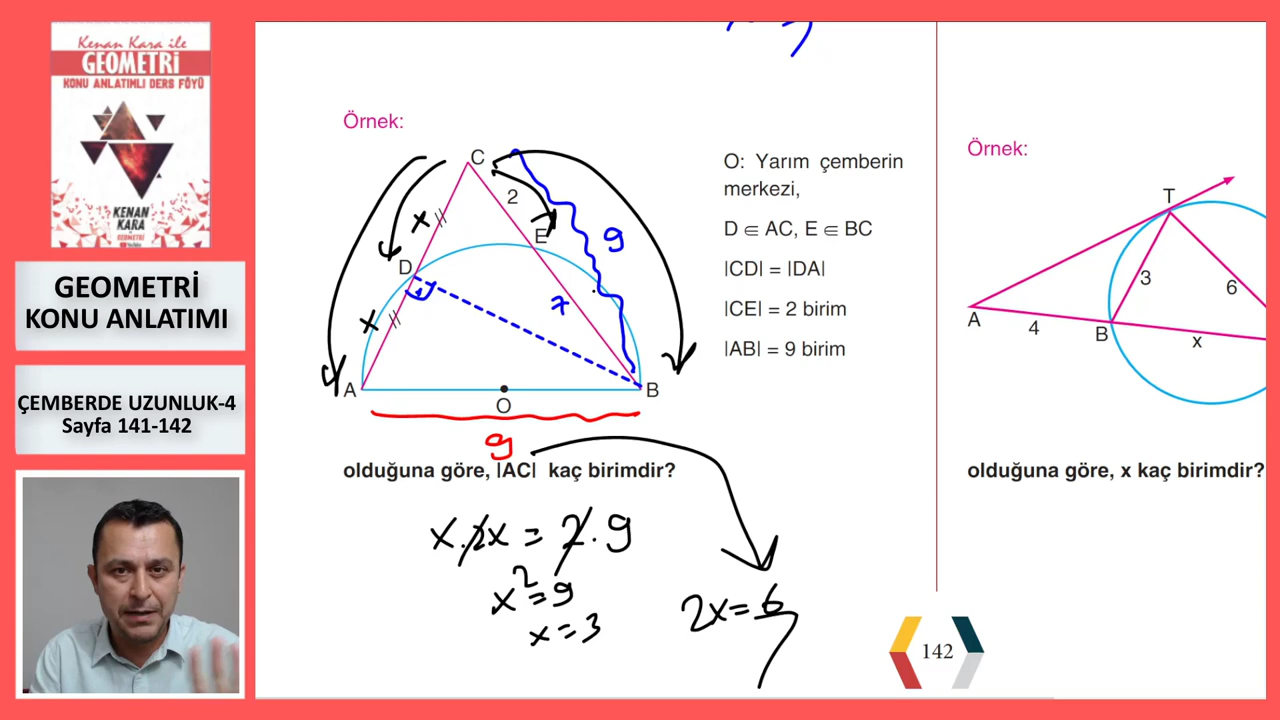 Kenan Kara ile
GEOMETRİ
KONU ANLATIMLI DERS FÖYÜ
KENAN
KARA
GEOMETRİ
GEOMETRİ
KONU ANLATIMI
ÇEMBERDE UZUNLUK-4
Sayfa 141-142
Örnek:
C
2
x
E
9
D
7
x
A
B
O
9
O: Yarım çemberin
merkezi,
D ∈ AC, E ∈ BC
|CD| = |DA|
|CE| = 2 birim
|AB| = 9 birim
olduğuna göre, |AC| kaç birimdir?
x.2x = 2.9
x² = 9
x = 3
2x = 6
Örnek:
T
3
6
A
4
B
x
olduğuna göre, x kaç birimdir?
142